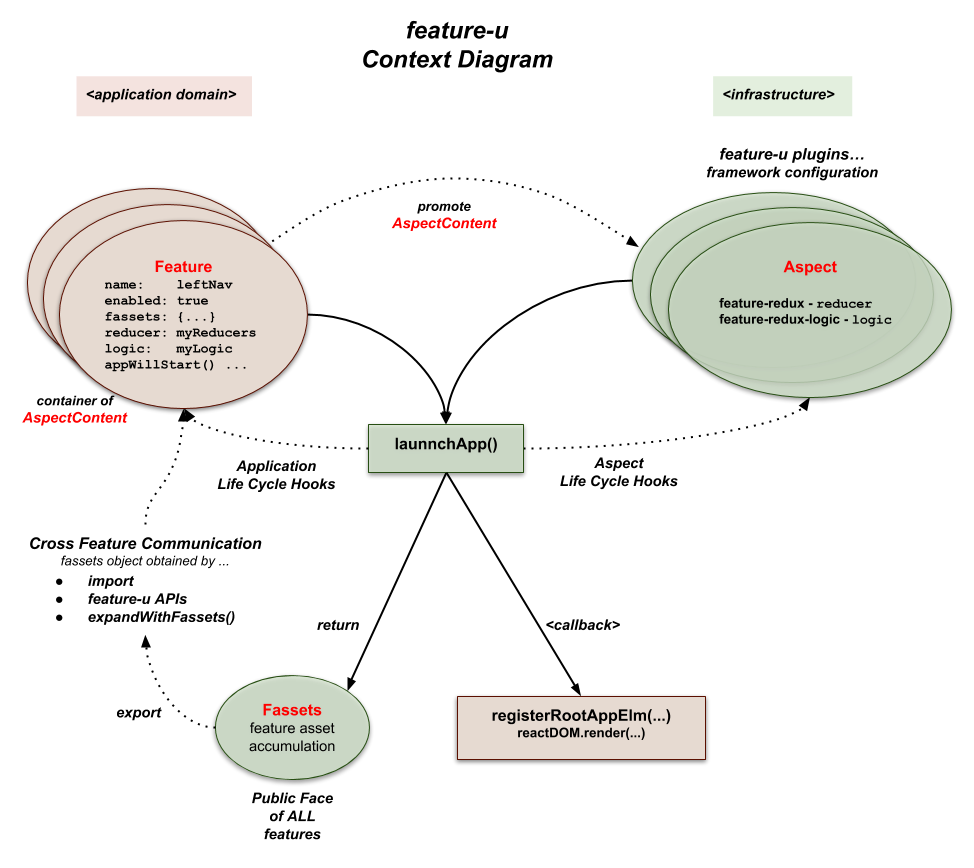 feature-u
Context Diagram
<application domain>
<infrastructure>
feature-u plugins…
framework configuration
promote
AspectContent
Feature
name:    leftNav
enabled: true
fassets: {...}
reducer: myReducers
logic:   myLogic
appWillStart() ...
Aspect
feature-redux - reducer
feature-redux-logic - logic
container of
AspectContent
launnchApp()
Application
Life Cycle Hooks
Aspect
Life Cycle Hooks
Cross Feature Communication
fassets object obtained by ...
● import
● feature-u APIs
● expandWithFassets()
return
<callback>
export
Fassets
feature asset
accumulation
registerRootAppElm(...)
reactDOM.render(...)
Public Face
of ALL
features